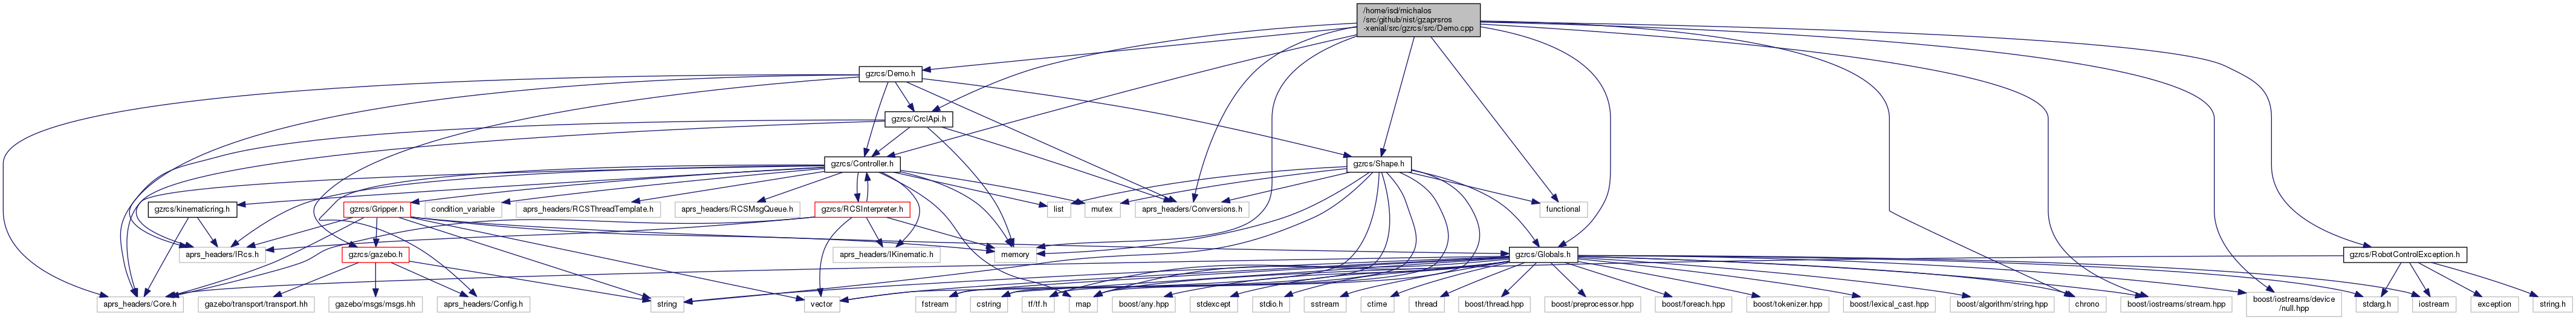 /home/isd/michalos
/src/github/nist/gzaprsros
-xenial/src/gzrcs/src/Demo.cpp
gzrcs/Demo.h
gzrcs/CrclApi.h
gzrcs/Controller.h
gzrcs/Shape.h
gzrcs/kinematicring.h
gzrcs/Gripper.h
condition_variable
aprs_headers/RCSThreadTemplate.h
aprs_headers/RCSMsgQueue.h
gzrcs/RCSInterpreter.h
list
mutex
aprs_headers/Conversions.h
functional
aprs_headers/IRcs.h
gzrcs/gazebo.h
aprs_headers/IKinematic.h
memory
gzrcs/Globals.h
gzrcs/RobotControlException.h
aprs_headers/Core.h
gazebo/transport/transport.hh
gazebo/msgs/msgs.hh
aprs_headers/Config.h
string
vector
fstream
cstring
tf/tf.h
map
boost/any.hpp
stdexcept
stdio.h
sstream
ctime
thread
boost/thread.hpp
boost/preprocessor.hpp
boost/foreach.hpp
boost/tokenizer.hpp
boost/lexical_cast.hpp
boost/algorithm/string.hpp
chrono
boost/iostreams/stream.hpp
boost/iostreams/device
/null.hpp
stdarg.h
iostream
exception
string.h